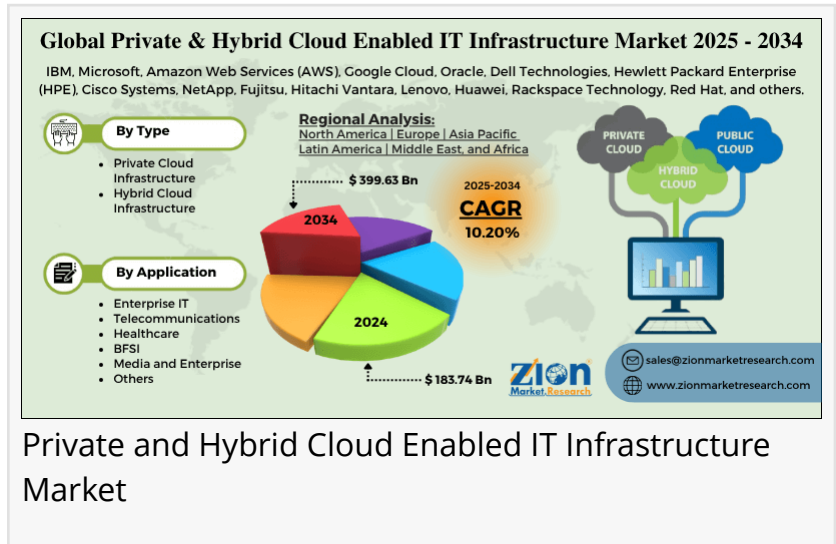 Global Private & Hybrid Cloud Enabled IT Infrastructure Market 2025 - 2034
IBM, Microsoft, Amazon Web Services (AWS), Google Cloud, Oracle, Dell Technologies, Hewlett Packard Enterprise
(HPE), Cisco Systems, NetApp, Fujitsu, Hitachi Vantara, Lenovo, Huawei, Rackspace Technology, Red Hat, and others.
By Type
Private Cloud
Infrastructure
Hybrid Cloud
Infrastructure
Regional Analysis:
North America | Europe | Asia Pacific
Latin America | Middle East, and Africa
PRIVATE
CLOUD
PUBLIC
CLOUD
HYBRID
CLOUD
$ 399.63 Bn
2034
2025-2034
CAGR
10.20%
By Application
Enterprise IT
Telecommunications
Healthcare
BFSI
Media and Enterprise
Others
2024
$ 183.74 Bn
Zion®
Market.Research
sales@zionmarketresearch.com
www.zionmarketresearch.com
Private and Hybrid Cloud Enabled IT Infrastructure
Market